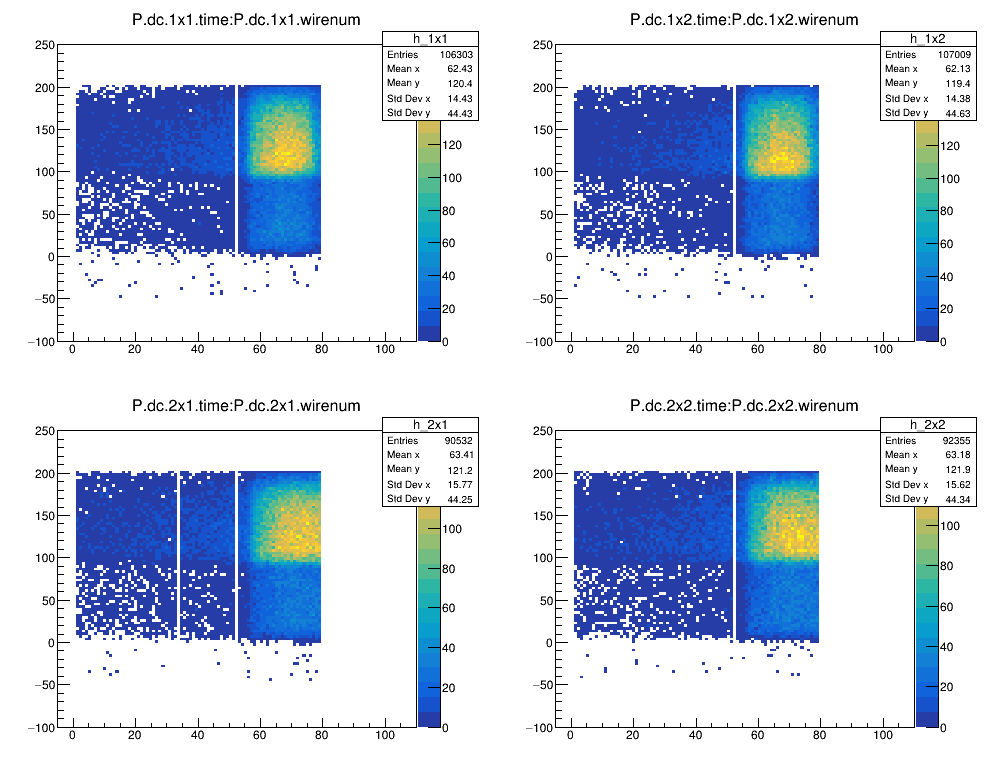 P.dc.1x1.time:P.dc.1x1.wirenum
h_1x1
Entries 106303
Mean x 62.43
Mean y 120.4
Std Dev x 14.43
Std Dev y 44.43
250
200
150
100
50
0
−50
−100
0 20 40 60 80 100
120
100
80
60
40
20
0
P.dc.1x2.time:P.dc.1x2.wirenum
h_1x2
Entries 107009
Mean x 62.13
Mean y 119.4
Std Dev x 14.38
Std Dev y 44.63
250
200
150
100
50
0
−50
−100
0 20 40 60 80 100
120
100
80
60
40
20
0
P.dc.2x1.time:P.dc.2x1.wirenum
h_2x1
Entries 90532
Mean x 63.41
Mean y 121.2
Std Dev x 15.77
Std Dev y 44.25
250
200
150
100
50
0
−50
−100
0 20 40 60 80 100
100
80
60
40
20
0
P.dc.2x2.time:P.dc.2x2.wirenum
h_2x2
Entries 92355
Mean x 63.18
Mean y 121.9
Std Dev x 15.62
Std Dev y 44.34
250
200
150
100
50
0
−50
−100
0 20 40 60 80 100
100
80
60
40
20
0